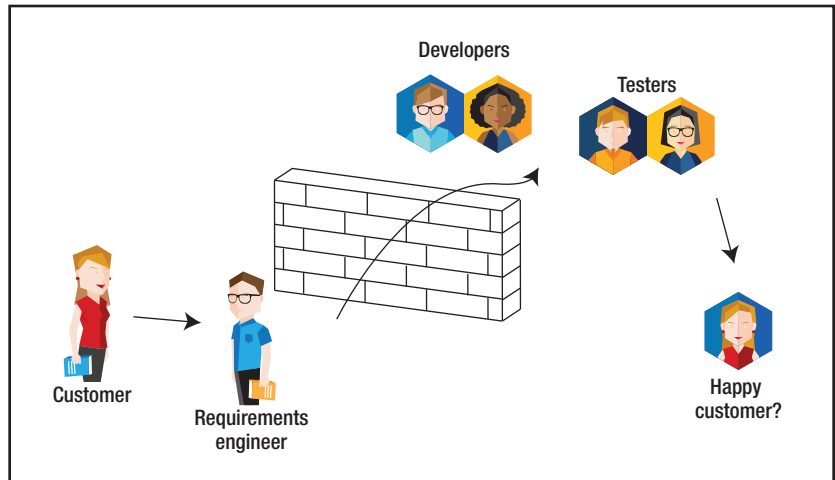 Developers
Testers
Customer
Requirements
engineer
Happy
customer?